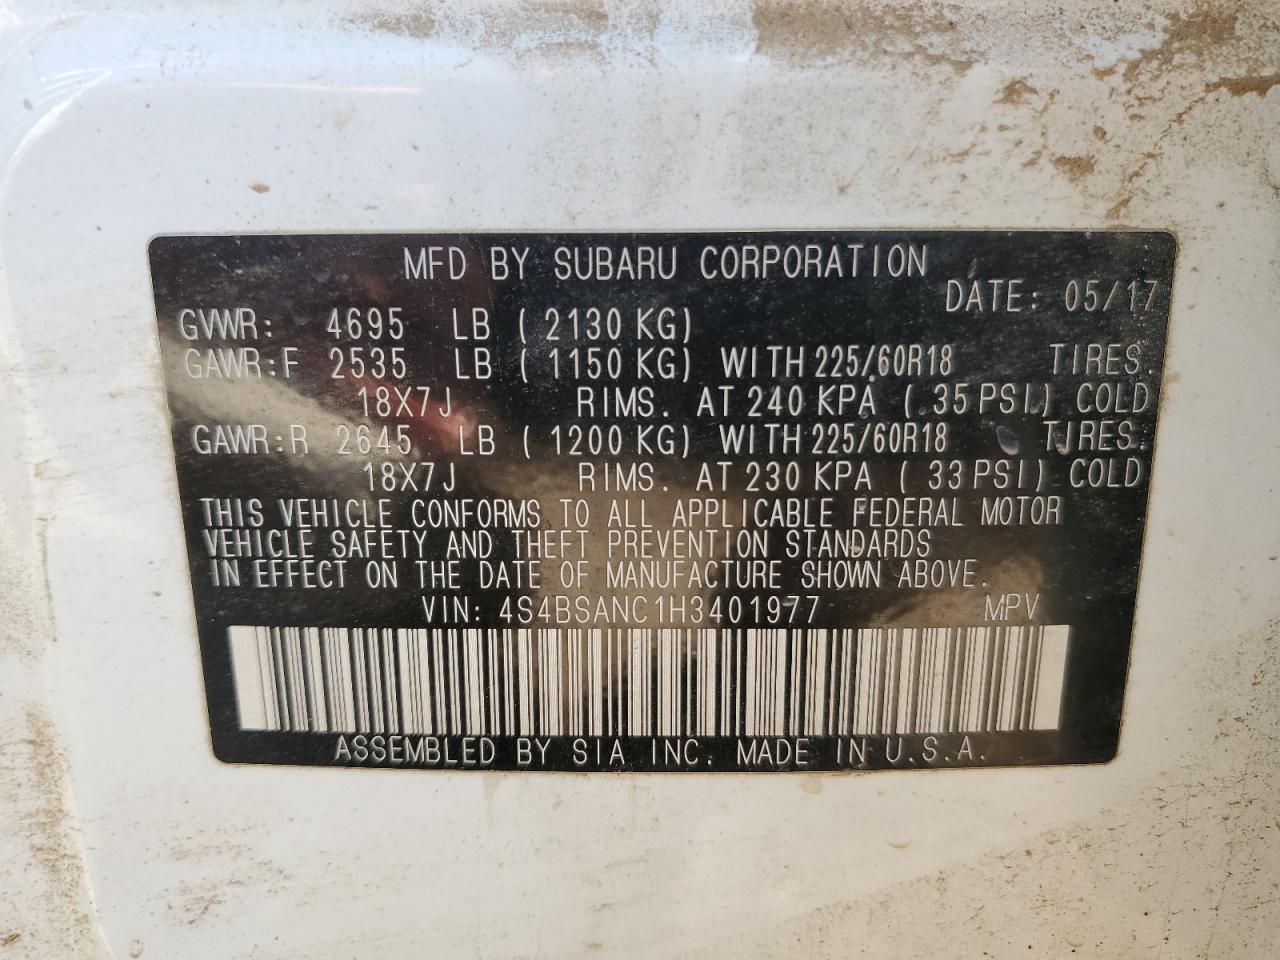 MFD BY SUBARU CORPORATION
DATE: 05/17
GVWR: 4695 LB ( 2130 KG)
GAWR:F 2535 LB ( 1150 KG) WITH 225/60R18 TIRES.
18X7J RIMS. AT 240 KPA ( 35 PSI) COLD
GAWR:R 2645 LB ( 1200 KG) WITH 225/60R18 TIRES.
18X7J RIMS. AT 230 KPA ( 33 PSI) COLD
THIS VEHICLE CONFORMS TO ALL APPLICABLE FEDERAL MOTOR
VEHICLE SAFETY AND THEFT PREVENTION STANDARDS
IN EFFECT ON THE DATE OF MANUFACTURE SHOWN ABOVE.
VIN: 4S4BSANC1H3401977 MPV
ASSEMBLED BY SIA INC. MADE IN U.S.A.